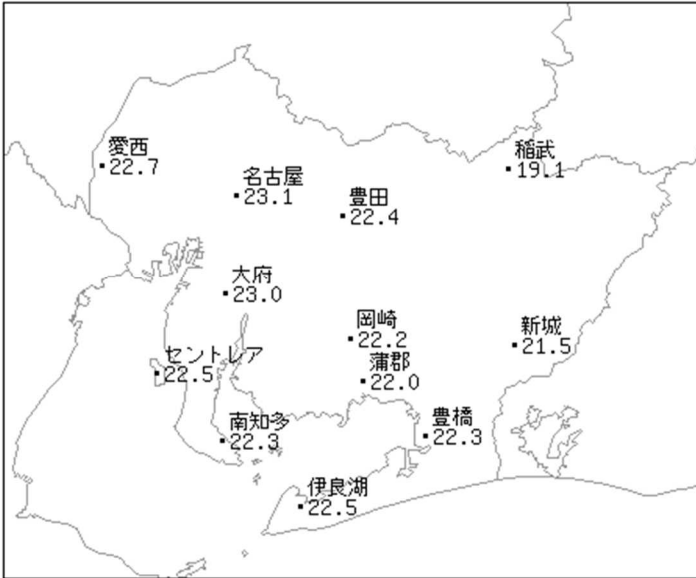 愛西
22.7
稲武
19.1
名古屋
23.1
豊田
22.4
大府
23.0
岡崎
22.2
新城
21.5
セントレア
22.5
蒲郡
22.0
南知多
22.3
豊橋
22.3
伊良湖
22.5